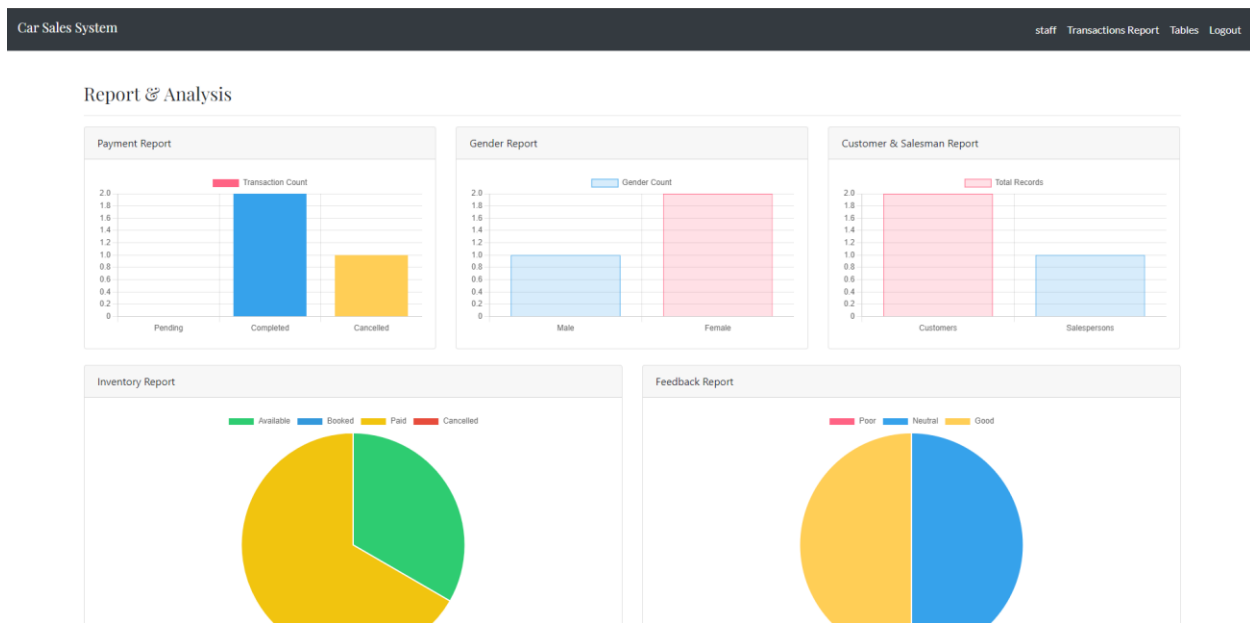 Car Sales System
staff Transactions Report Tables Logout
Report & Analysis
Payment Report
Transaction Count
2.0
1.8
1.6
1.4
1.2
1.0
0.8
0.6
0.4
0.2
0
Pending Completed Cancelled
Gender Report
Gender Count
2.0
1.8
1.6
1.4
1.2
1.0
0.8
0.6
0.4
0.2
0
Male Female
Customer & Salesman Report
Total Records
2.0
1.8
1.6
1.4
1.2
1.0
0.8
0.6
0.4
0.2
0
Customers Salespersons
Inventory Report
Available Booked Paid Cancelled
Feedback Report
Poor Neutral Good